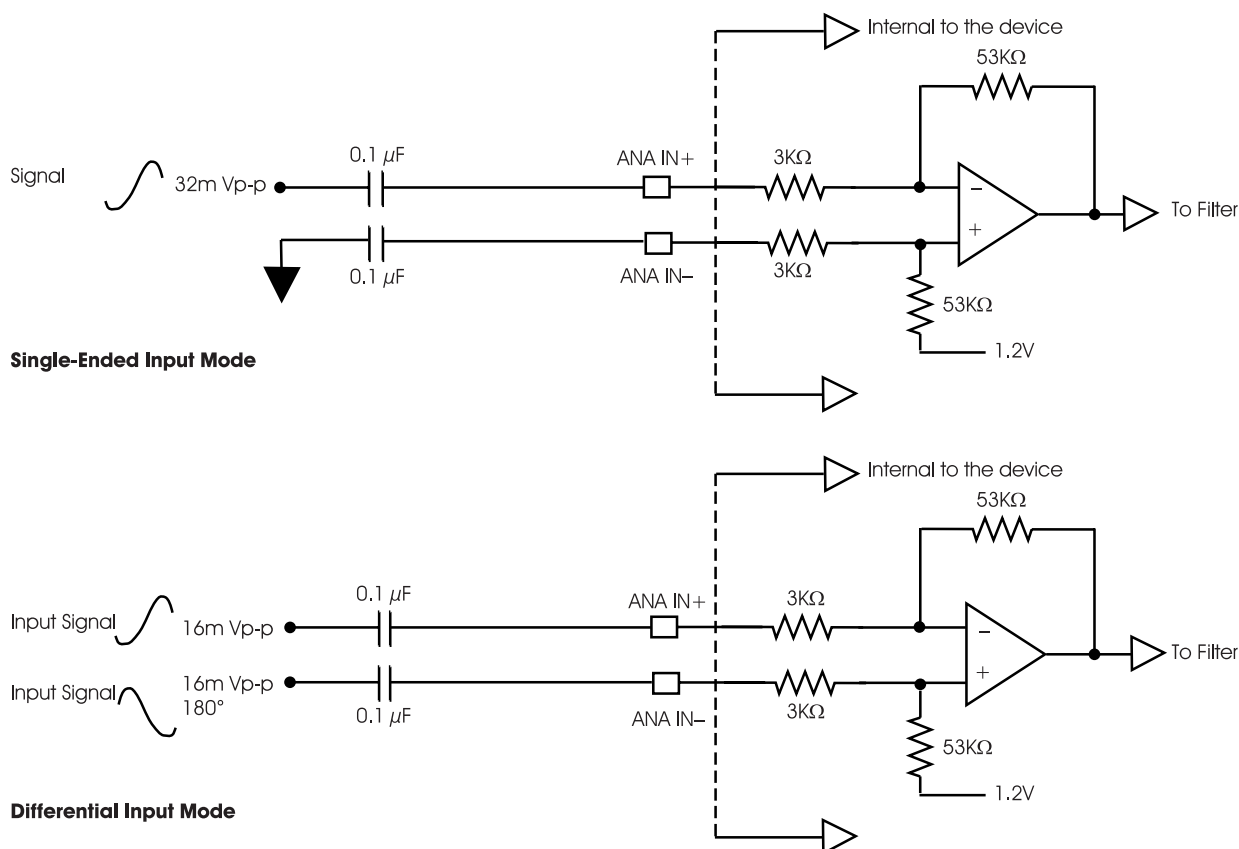 Internal to the device
53KΩ
0.1 µF
ANA IN+
3KΩ
Signal
32m Vp-p
−
To Filter
+
0.1 µF
ANA IN−
3KΩ
53KΩ
1.2V
Single-Ended Input Mode
Internal to the device
53KΩ
0.1 µF
ANA IN+
3KΩ
Input Signal
16m Vp-p
−
To Filter
Input Signal
16m Vp-p
180°
+
0.1 µF
ANA IN−
3KΩ
53KΩ
1.2V
Differential Input Mode